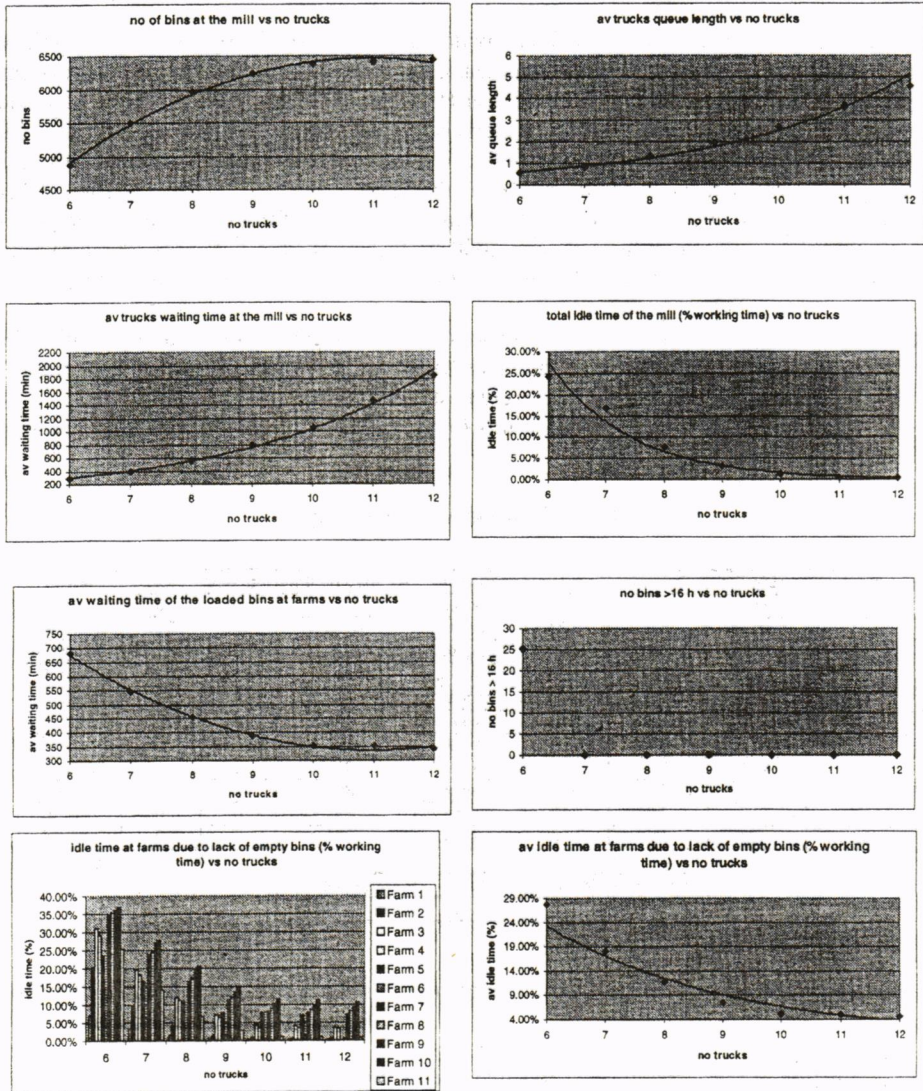 no of bins at the mill vs no trucks
6500
6000
5500
5000
4500
no bins
6 7 8 9 10 11 12
no trucks
av trucks queue length vs no trucks
6
5
4
3
2
1
0
av queue length
6 7 8 9 10 11 12
no trucks
av trucks waiting time at the mill vs no trucks
2200
2000
1800
1600
1400
1200
1000
800
600
400
200
av waiting time (min)
6 7 8 9 10 11 12
no trucks
total idle time of the mill (% working time) vs no trucks
30.00%
25.00%
20.00%
15.00%
10.00%
5.00%
0.00%
idle time (%)
6 7 8 9 10 11 12
no trucks
av waiting time of the loaded bins at farms vs no trucks
750
700
650
600
550
500
450
400
350
300
av waiting time (min)
6 7 8 9 10 11 12
no trucks
no bins >16 h vs no trucks
30
25
20
15
10
5
0
no bins > 16 h
6 7 8 9 10 11 12
no trucks
idle time at farms due to lack of empty bins (% working
time) vs no trucks
40.00%
35.00%
30.00%
25.00%
20.00%
15.00%
10.00%
5.00%
0.00%
idle time (%)
6 7 8 9 10 11 12
no trucks
Farm 1
Farm 2
Farm 3
Farm 4
Farm 5
Farm 6
Farm 7
Farm 8
Farm 9
Farm 10
Farm 11
av idle time at farms due to lack of empty bins (% working
time) vs no trucks
29.00%
24.00%
19.00%
14.00%
9.00%
4.00%
av idle time (%)
6 7 8 9 10 11 12
no trucks